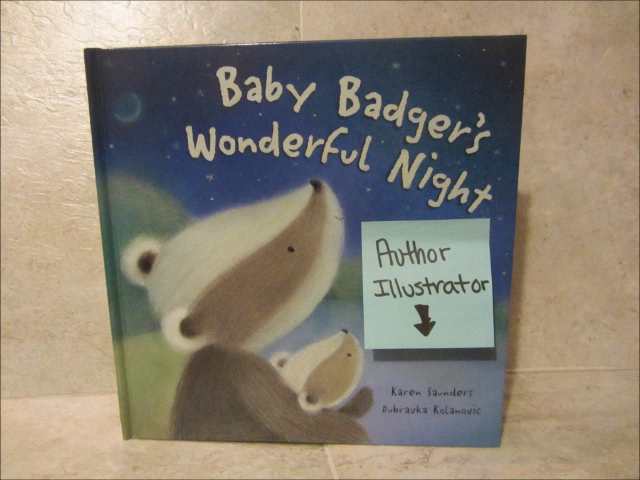 Baby Badger's
Wonderful Night
Author
Illustrator
Karen Saunders
Dubravka Kolanovic